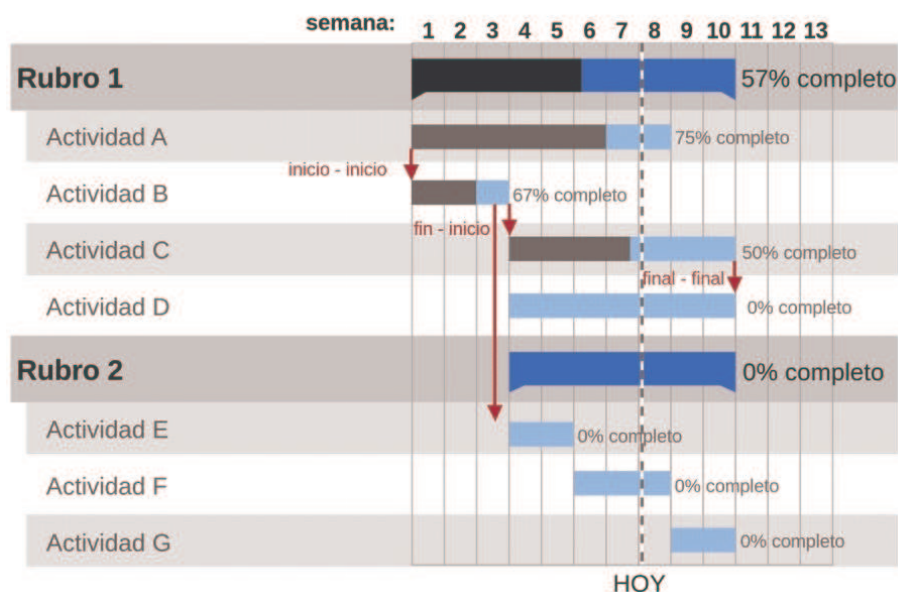 semana: 1 2 3 4 5 6 7 8 9 10 11 12 13
Rubro 1 57% completo
Actividad A 75% completo
inicio - inicio
Actividad B 67% completo
fin - inicio
Actividad C 50% completo
final - final
Actividad D 0% completo
Rubro 2 0% completo
Actividad E 0% completo
Actividad F 0% completo
Actividad G 0% completo
HOY